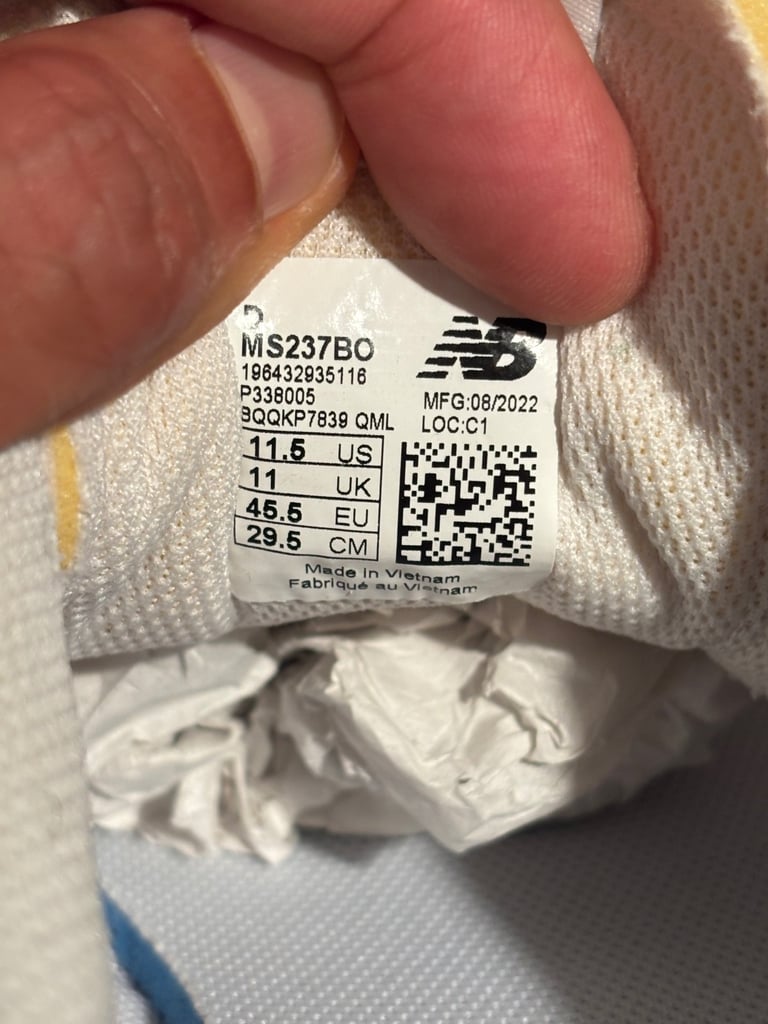 D
MS237BO
196432935116
P338005
BQQKP7839 QML
NB
MFG:08/2022
LOC:C1
11.5 US
11 UK
45.5 EU
29.5 CM
Made in Vietnam
Fabriqué au Vietnam